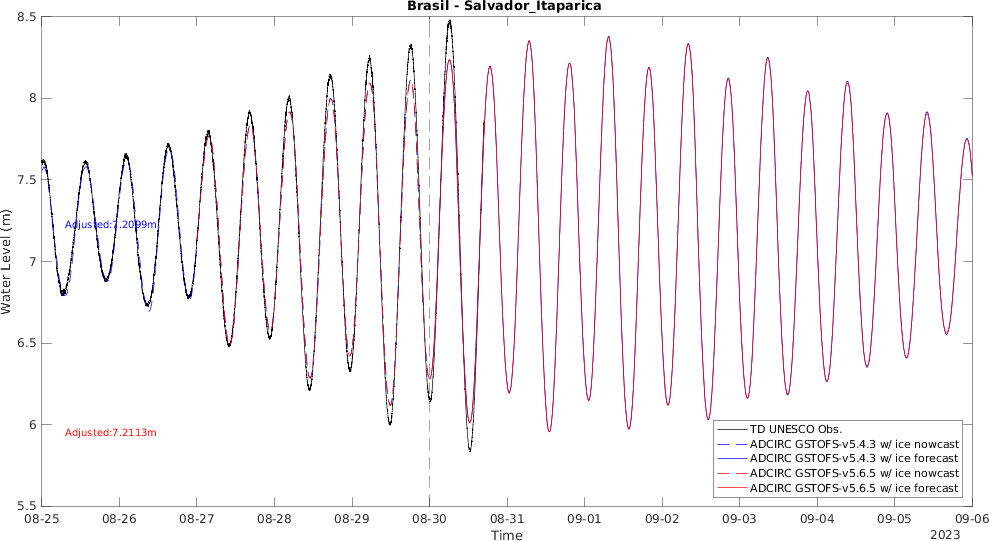 Brasil - Salvador_Itaparica
8.5
8
7.5
7
6.5
6
5.5
Water Level (m)
Adjusted:7.2099m
Adjusted:7.2113m
TD UNESCO Obs.
ADCIRC GSTOFS-v5.4.3 w/ ice nowcast
ADCIRC GSTOFS-v5.4.3 w/ ice forecast
ADCIRC GSTOFS-v5.6.5 w/ ice nowcast
ADCIRC GSTOFS-v5.6.5 w/ ice forecast
08-25 08-26 08-27 08-28 08-29 08-30 08-31 09-01 09-02 09-03 09-04 09-05 09-06
Time
2023